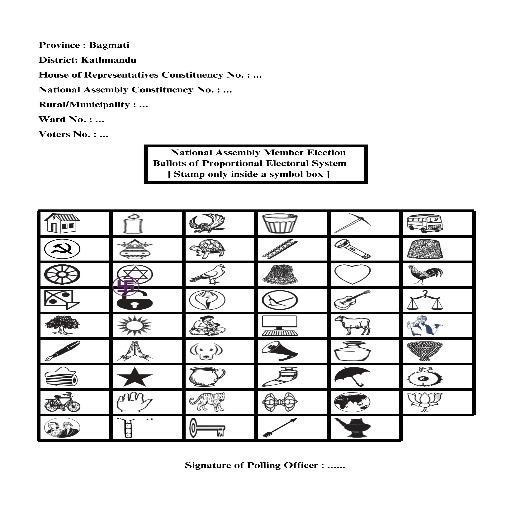 Province : Bagmati
District: Kathmandu
House of Representatives Constituency No. : ...
National Assembly Constituency No. : ...
Rural/Municipality : ...
Ward No. : ...
Voters No. : ...
National Assembly Member Election
Ballots of Proportional Electoral System
[ Stamp only inside a symbol box ]
Signature of Polling Officer : ......